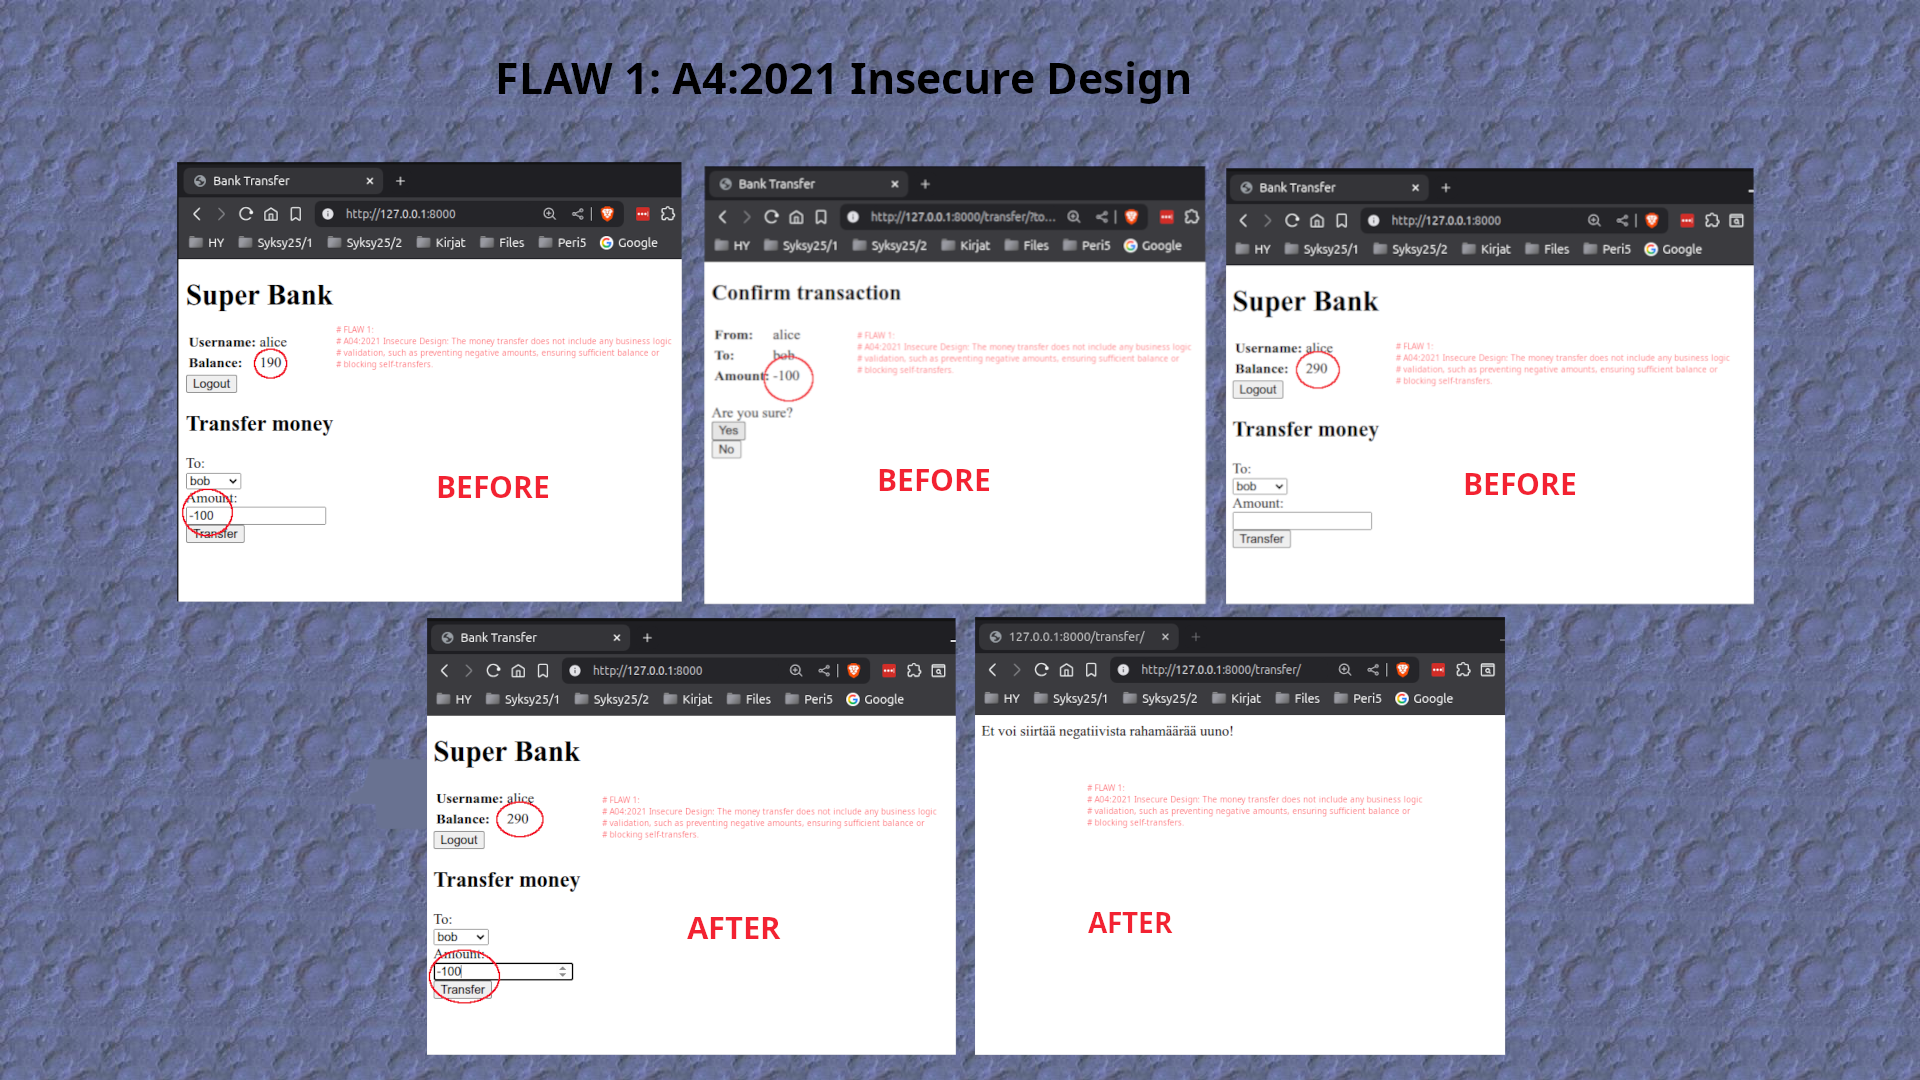 FLAW 1: A4:2021 Insecure Design
Bank Transfer
http://127.0.0.1:8000
HY Syksy25/1 Syksy25/2 Kirjat Files Peri5 Google
Super Bank
Username: alice
Balance: 190
Logout
# FLAW 1:
# A04:2021 Insecure Design: The money transfer does not include any business logic
# validation, such as preventing negative amounts, ensuring sufficient balance or
# blocking self-transfers.
Transfer money
To:
bob
Amount:
-100
Transfer
BEFORE
Bank Transfer
http://127.0.0.1:8000/transfer/?to...
HY Syksy25/1 Syksy25/2 Kirjat Files Peri5 Google
Confirm transaction
From: alice
To: bob
Amount: -100
# FLAW 1:
# A04:2021 Insecure Design: The money transfer does not include any business logic
# validation, such as preventing negative amounts, ensuring sufficient balance or
# blocking self-transfers.
Are you sure?
Yes
No
BEFORE
Bank Transfer
http://127.0.0.1:8000
HY Syksy25/1 Syksy25/2 Kirjat Files Peri5 Google
Super Bank
Username: alice
Balance: 290
Logout
# FLAW 1:
# A04:2021 Insecure Design: The money transfer does not include any business logic
# validation, such as preventing negative amounts, ensuring sufficient balance or
# blocking self-transfers.
Transfer money
To:
bob
Amount:
Transfer
BEFORE
Bank Transfer
http://127.0.0.1:8000
HY Syksy25/1 Syksy25/2 Kirjat Files Peri5 Google
Super Bank
Username: alice
Balance: 290
Logout
# FLAW 1:
# A04:2021 Insecure Design: The money transfer does not include any business logic
# validation, such as preventing negative amounts, ensuring sufficient balance or
# blocking self-transfers.
Transfer money
To:
bob
Amount:
-100
Transfer
AFTER
127.0.0.1:8000/transfer/
http://127.0.0.1:8000/transfer/
HY Syksy25/1 Syksy25/2 Kirjat Files Peri5 Google
Et voi siirtää negatiivista rahamäärää uuno!
# FLAW 1:
# A04:2021 Insecure Design: The money transfer does not include any business logic
# validation, such as preventing negative amounts, ensuring sufficient balance or
# blocking self-transfers.
AFTER